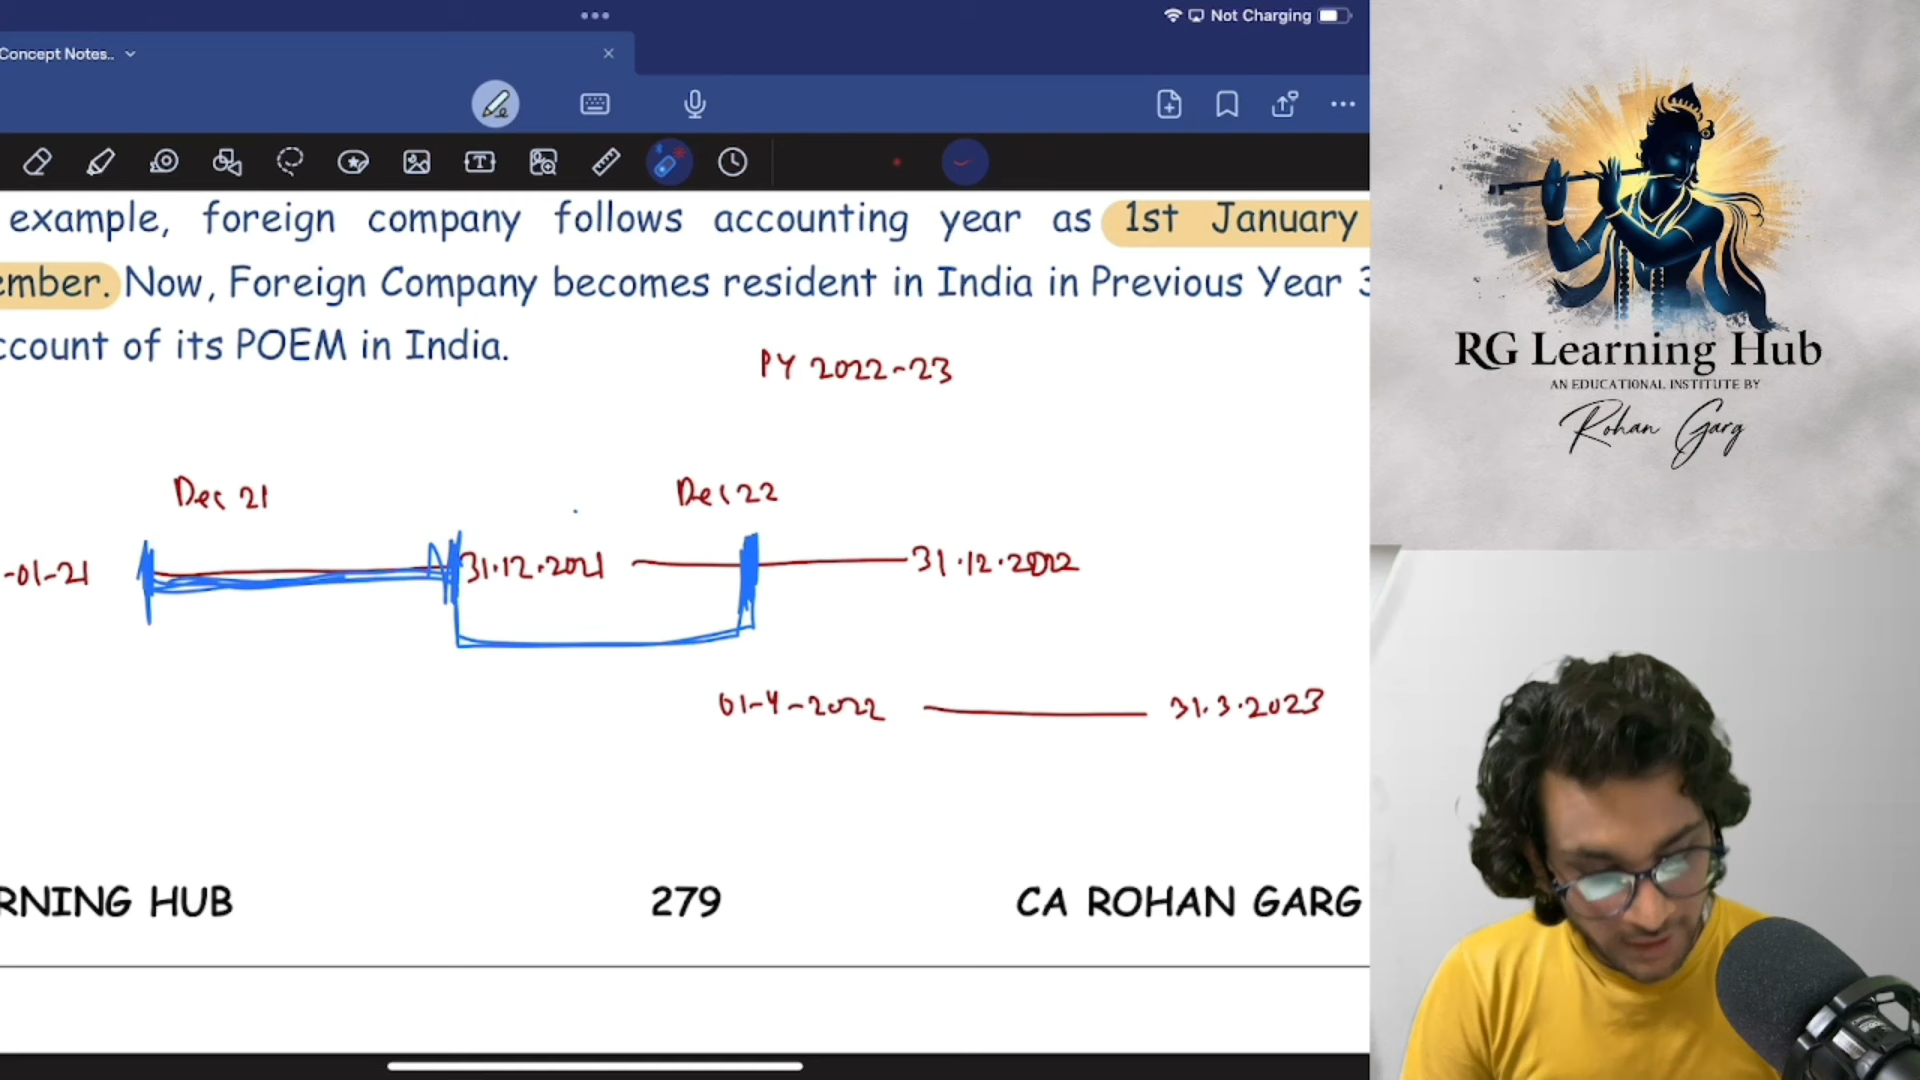 Not Charging
Concept Notes..
example, foreign company follows accounting year as 1st January
ember. Now, Foreign Company becomes resident in India in Previous Year 3
ccount of its POEM in India.
PY 2022-23
Dec 21
Dec 22
-01-21
31.12.2021
31.12.2022
01-4-2022
31.3.2023
RNING HUB
279
CA ROHAN GARG
RG Learning Hub
AN EDUCATIONAL INSTITUTE BY
Rohan Garg